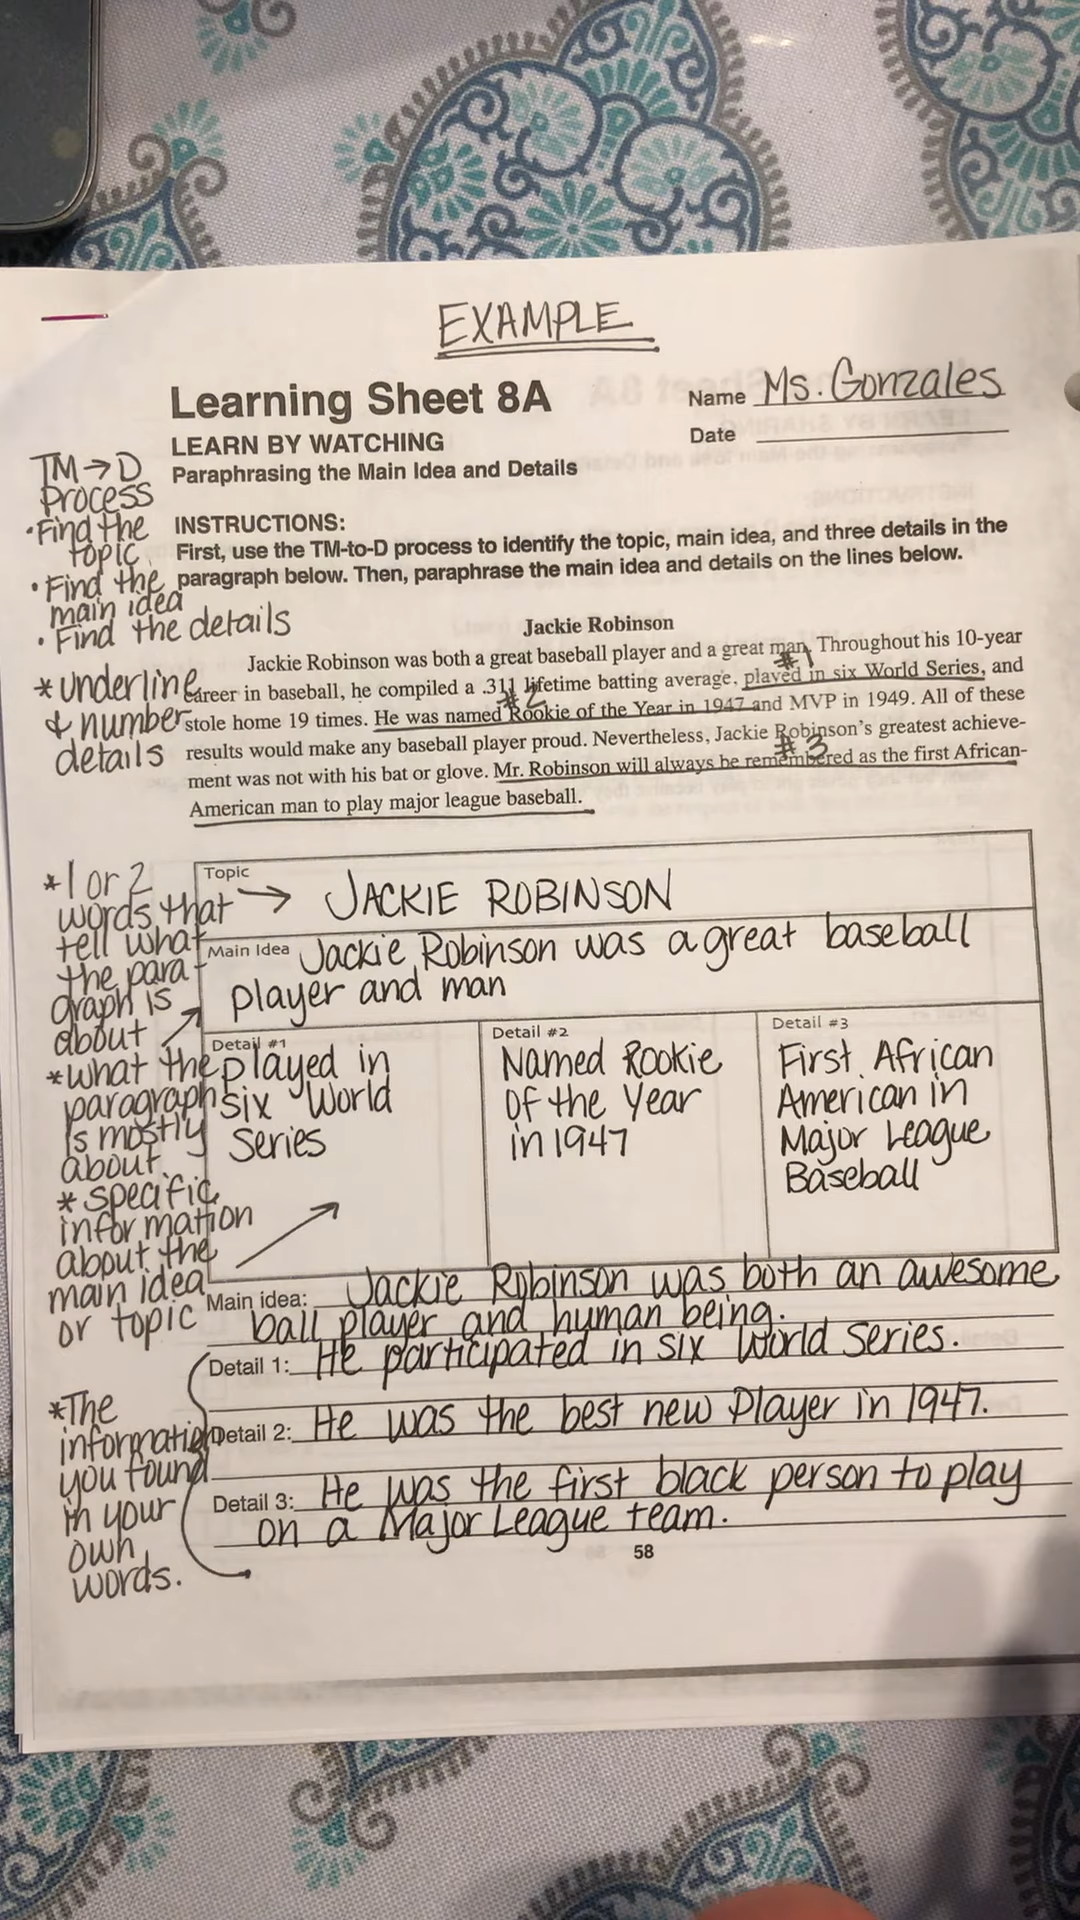 EXAMPLE
Learning Sheet 8A
Name Ms. Gonzales
Date
LEARN BY WATCHING
Paraphrasing the Main Idea and Details
TM→D
Process
•Find the
topic
•Find the
main idea
•Find the details
INSTRUCTIONS:
First, use the TM-to-D process to identify the topic, main idea, and three details in the
paragraph below. Then, paraphrase the main idea and details on the lines below.
Jackie Robinson
Jackie Robinson was both a great baseball player and a great man. Throughout his 10-year
#1
career in baseball, he compiled a .311 lifetime batting average, played in six World Series, and
#2
stole home 19 times. He was named Rookie of the Year in 1947 and MVP in 1949. All of these
results would make any baseball player proud. Nevertheless, Jackie Robinson's greatest achieve-
#3
ment was not with his bat or glove. Mr. Robinson will always be remembered as the first African-
American man to play major league baseball.
*underline
& number
details
*1 or 2
words that
tell what
the para-
graph is
about
Topic
→ JACKIE ROBINSON
Main Idea Jackie Robinson was a great baseball
player and man
*what the
paragraph
is mostly
about.
Detail #1
played in
six World
Series
Detail #2
Named Rookie
Of the Year
in 1947
Detail #3
First African
American in
Major League
Baseball
*specific
information
about the
main idea
or topic
Main idea: Jackie Robinson was both an awesome
ball player and human being.
Detail 1: He participated in six World Series.
Detail 2: He was the best new Player in 1947.
Detail 3: He was the first black person to play
on a Major League team.
*The
information
you found
in your
own
words.
58